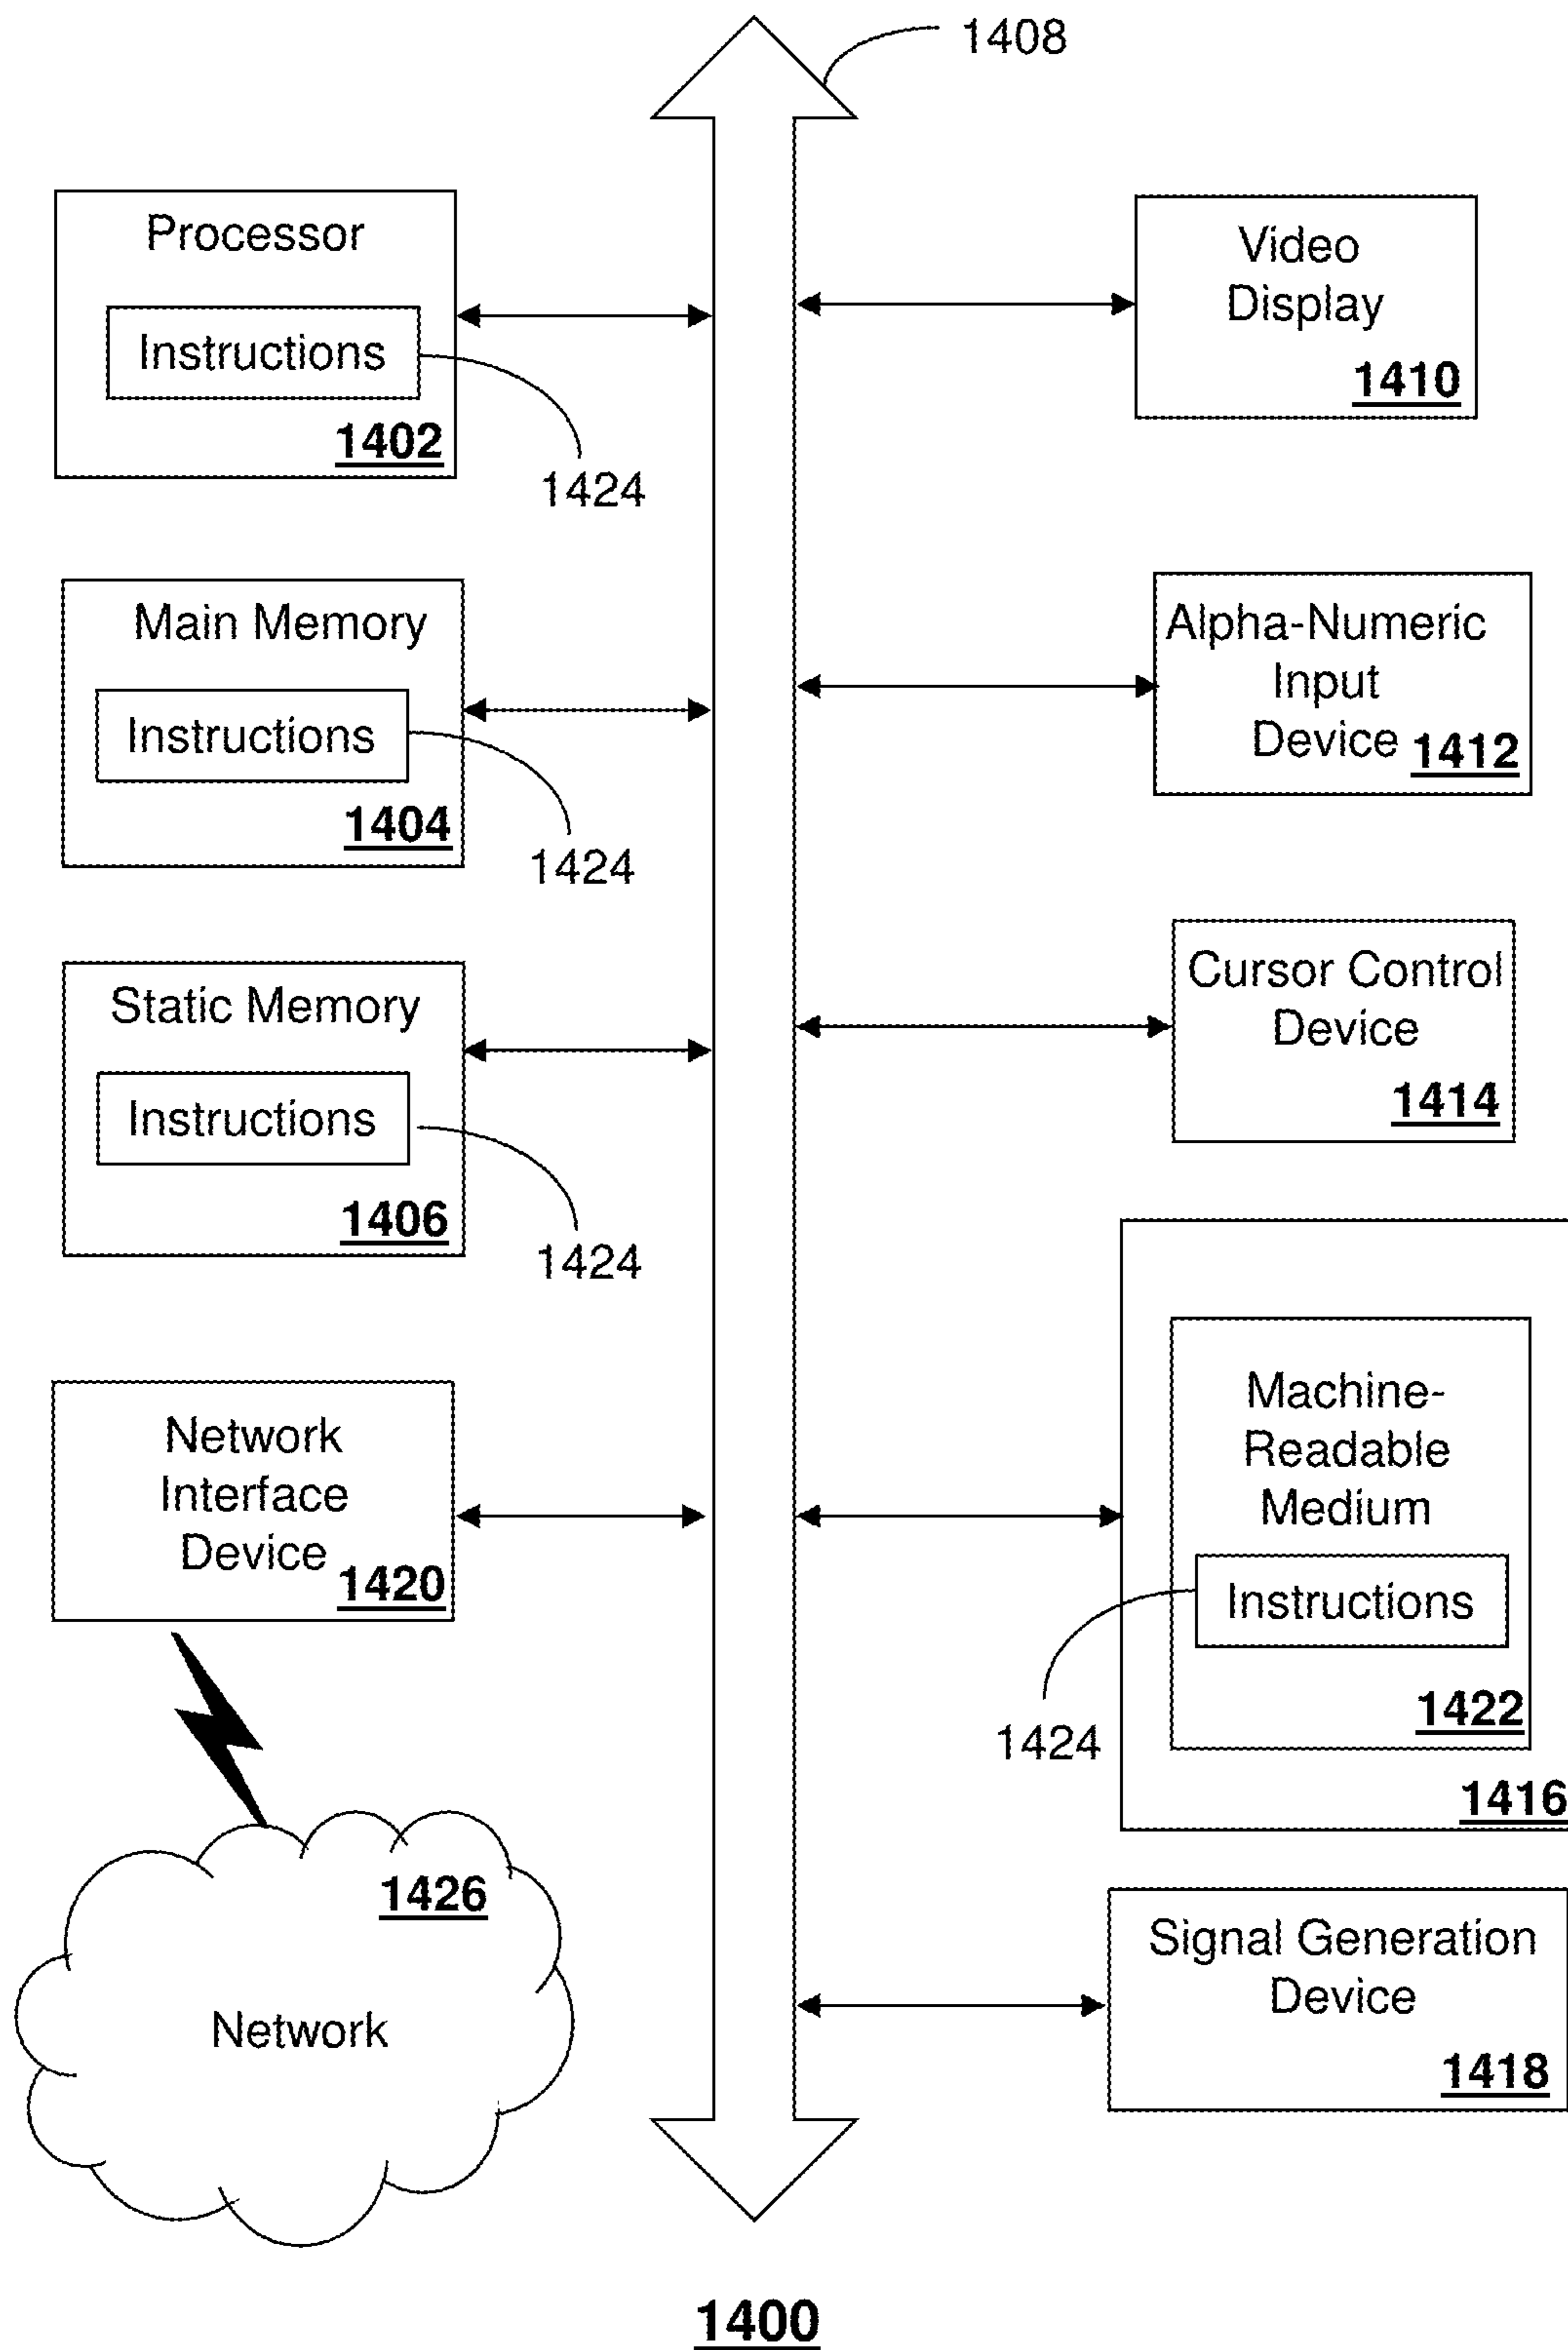 1408
Processor
Instructions
1402
1424
Main Memory
Instructions
1404
1424
Static Memory
Instructions
1406
1424
Network
Interface
Device
1420
1426
Network
Video
Display
1410
Alpha-Numeric
Input
Device 1412
Cursor Control
Device
1414
Machine-
Readable
Medium
Instructions
1422
1424
1416
Signal Generation
Device
1418
1400